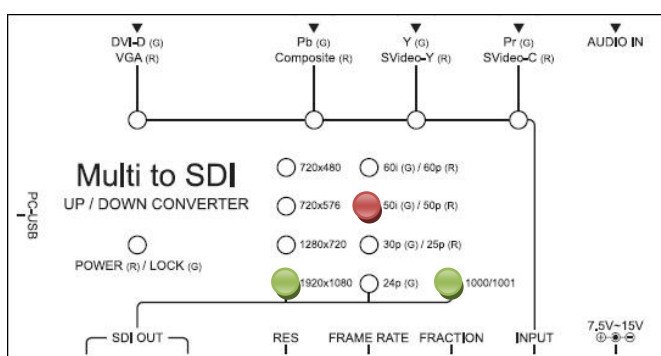 DVI-D (G) Pb (G) Y (G) Pr (G) AUDIO IN
VGA (R) Composite (R) SVideo-Y (R) SVideo-C (R)
Multi to SDI
UP / DOWN CONVERTER
PC-USB
POWER (R) / LOCK (G)
720x480 60i (G) / 60p (R)
720x576 50i (G) / 50p (R)
1280x720 30p (G) / 25p (R)
1920x1080 24p (G) 1000/1001
7.5V~15V
SDI OUT RES FRAME RATE FRACTION INPUT